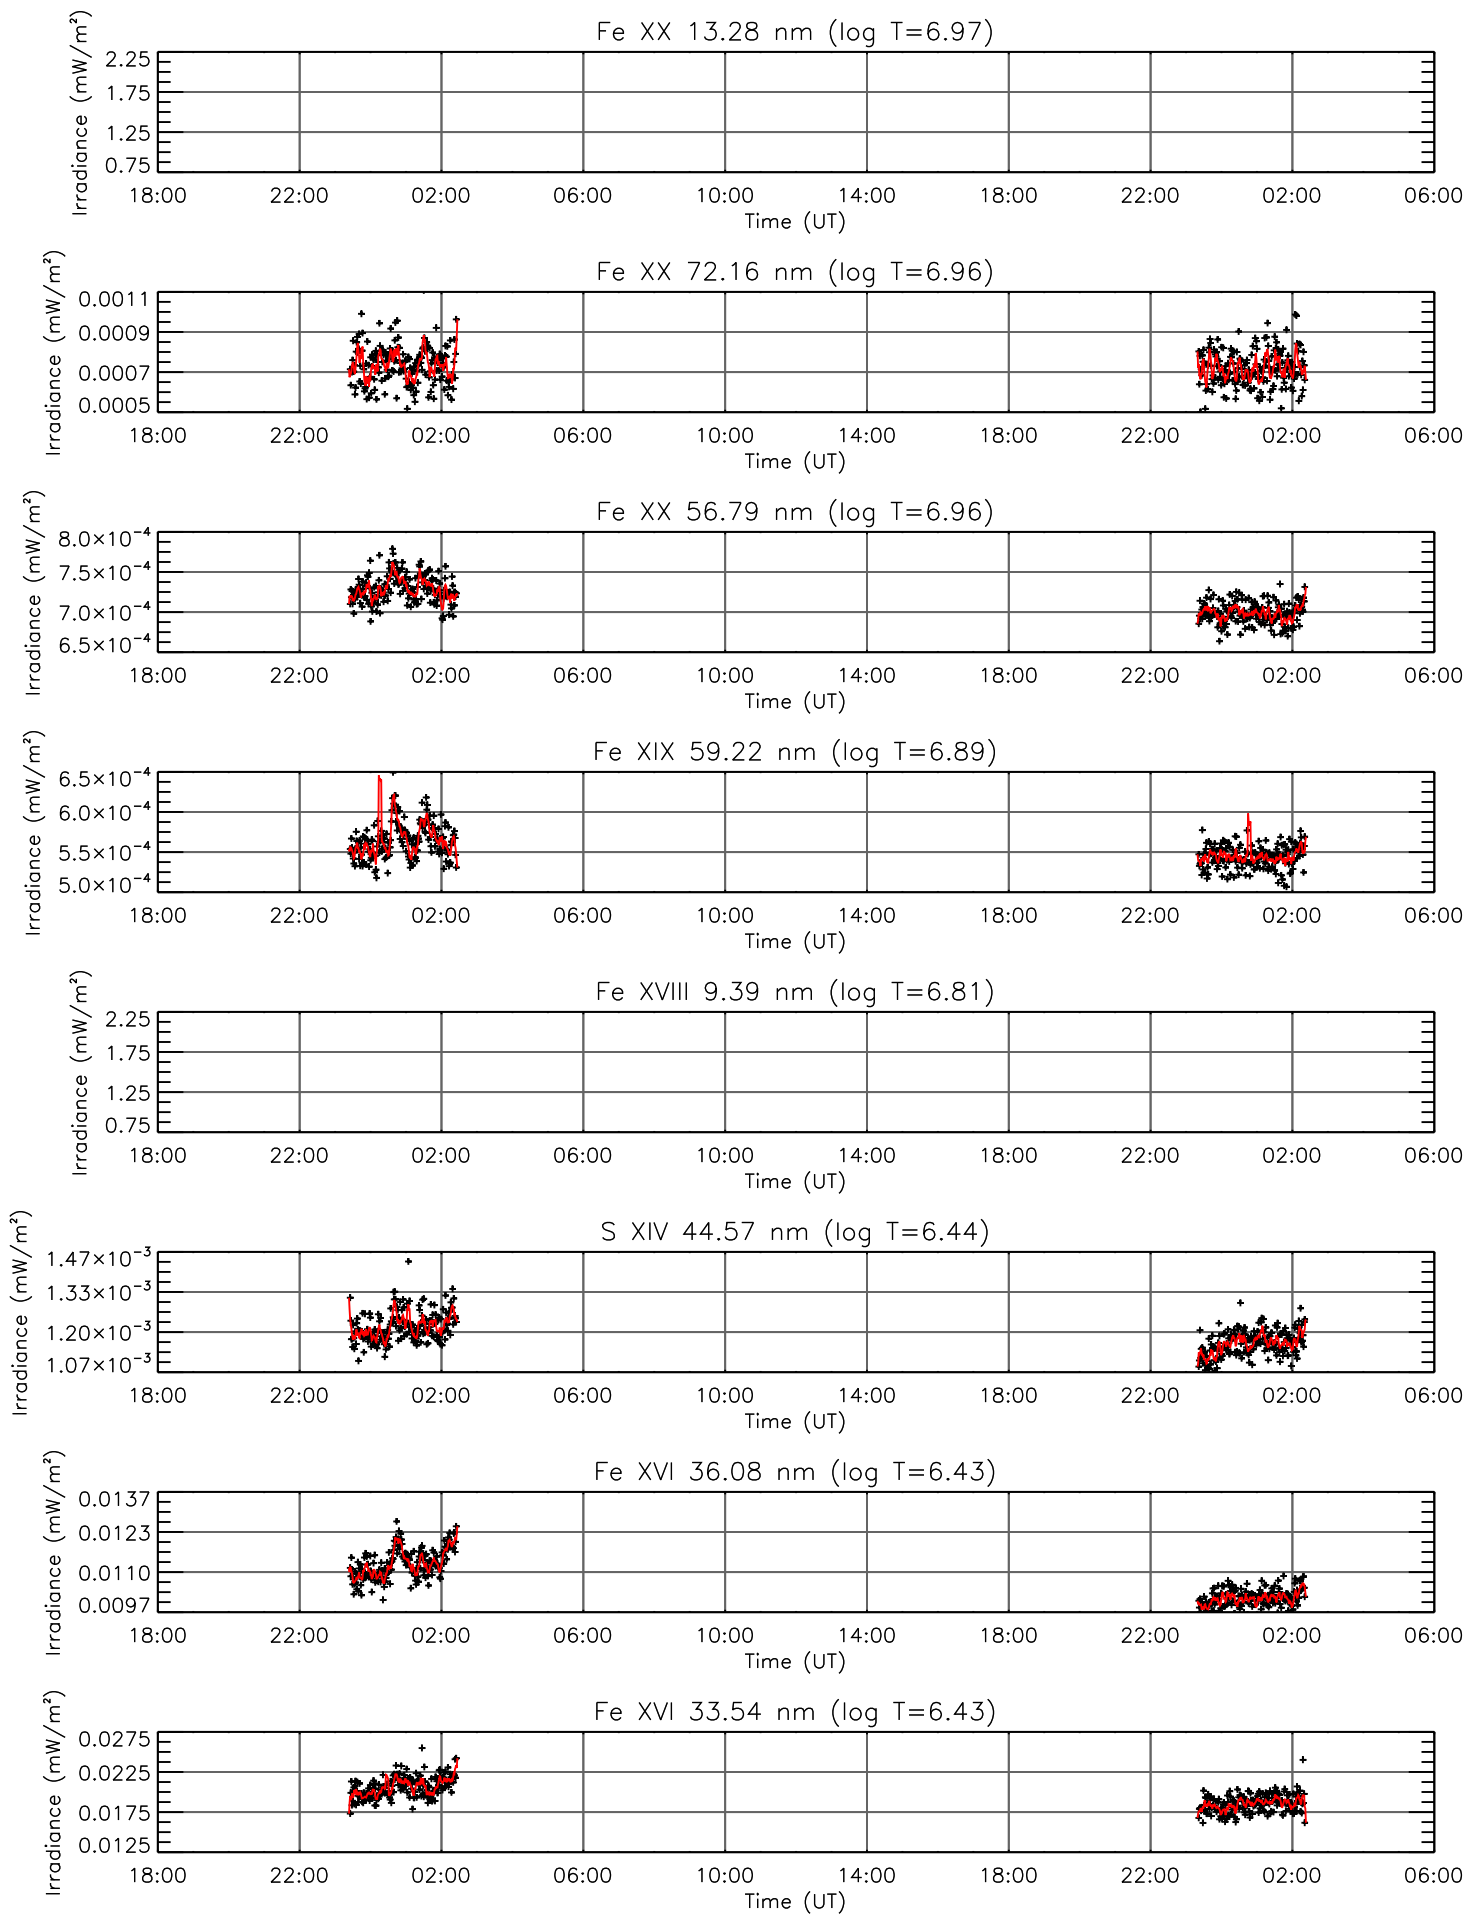 Fe XX 13.28 nm (log T=6.97)
Irradiance (mW/m²)
2.25
1.75
1.25
0.75
18:00 22:00 02:00 06:00 10:00 14:00 18:00 22:00 02:00 06:00
Time (UT)
Fe XX 72.16 nm (log T=6.96)
Irradiance (mW/m²)
0.0011
0.0009
0.0007
0.0005
18:00 22:00 02:00 06:00 10:00 14:00 18:00 22:00 02:00 06:00
Time (UT)
Fe XX 56.79 nm (log T=6.96)
Irradiance (mW/m²)
8.0×10⁻⁴
7.5×10⁻⁴
7.0×10⁻⁴
6.5×10⁻⁴
18:00 22:00 02:00 06:00 10:00 14:00 18:00 22:00 02:00 06:00
Time (UT)
Fe XIX 59.22 nm (log T=6.89)
Irradiance (mW/m²)
6.5×10⁻⁴
6.0×10⁻⁴
5.5×10⁻⁴
5.0×10⁻⁴
18:00 22:00 02:00 06:00 10:00 14:00 18:00 22:00 02:00 06:00
Time (UT)
Fe XVIII 9.39 nm (log T=6.81)
Irradiance (mW/m²)
2.25
1.75
1.25
0.75
18:00 22:00 02:00 06:00 10:00 14:00 18:00 22:00 02:00 06:00
Time (UT)
S XIV 44.57 nm (log T=6.44)
Irradiance (mW/m²)
1.47×10⁻³
1.33×10⁻³
1.20×10⁻³
1.07×10⁻³
18:00 22:00 02:00 06:00 10:00 14:00 18:00 22:00 02:00 06:00
Time (UT)
Fe XVI 36.08 nm (log T=6.43)
Irradiance (mW/m²)
0.0137
0.0123
0.0110
0.0097
18:00 22:00 02:00 06:00 10:00 14:00 18:00 22:00 02:00 06:00
Time (UT)
Fe XVI 33.54 nm (log T=6.43)
Irradiance (mW/m²)
0.0275
0.0225
0.0175
0.0125
18:00 22:00 02:00 06:00 10:00 14:00 18:00 22:00 02:00 06:00
Time (UT)